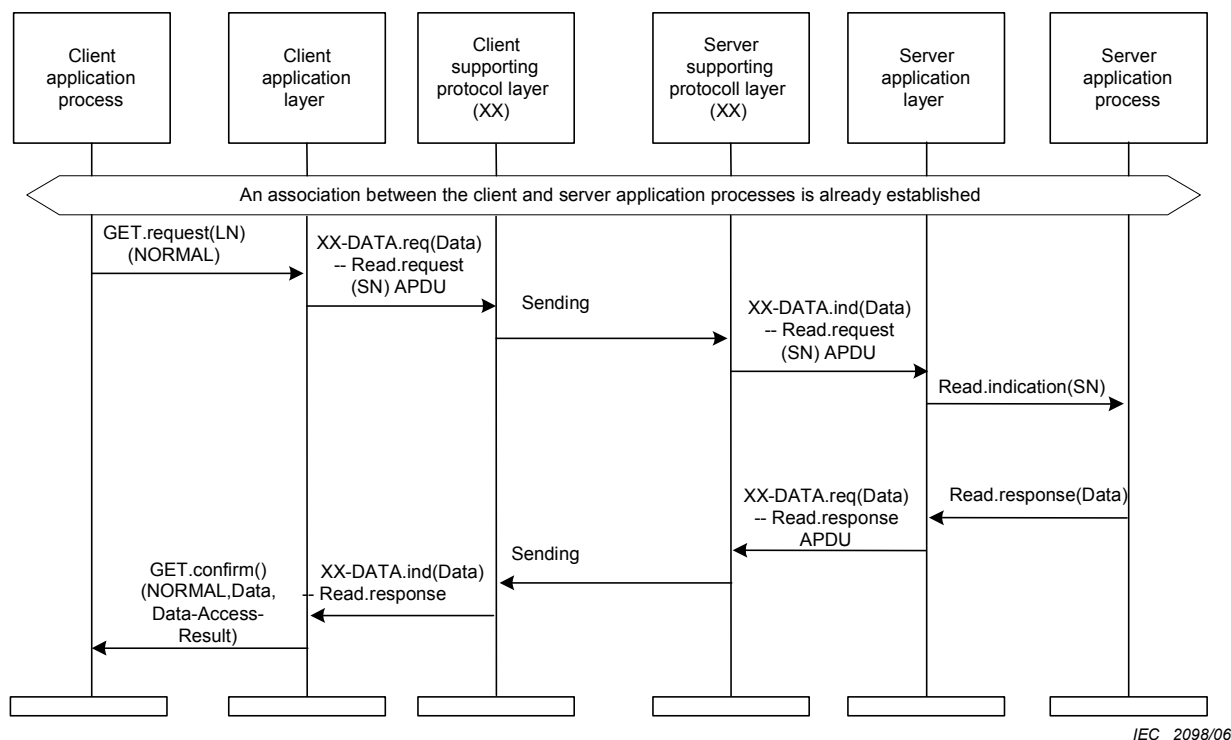 Client
application
process
Client
application
layer
Client
supporting
protocol layer
(XX)
Server
supporting
protocoll layer
(XX)
Server
application
layer
Server
application
process
An association between the client and server application processes is already established
GET.request(LN)
(NORMAL)
XX-DATA.req(Data)
-- Read.request
(SN) APDU
Sending
XX-DATA.ind(Data)
-- Read.request
(SN) APDU
Read.indication(SN)
Read.response(Data)
XX-DATA.req(Data)
-- Read.response
APDU
Sending
XX-DATA.ind(Data)
-- Read.response
GET.confirm()
(NORMAL,Data,
Data-Access-
Result)
IEC 2098/06